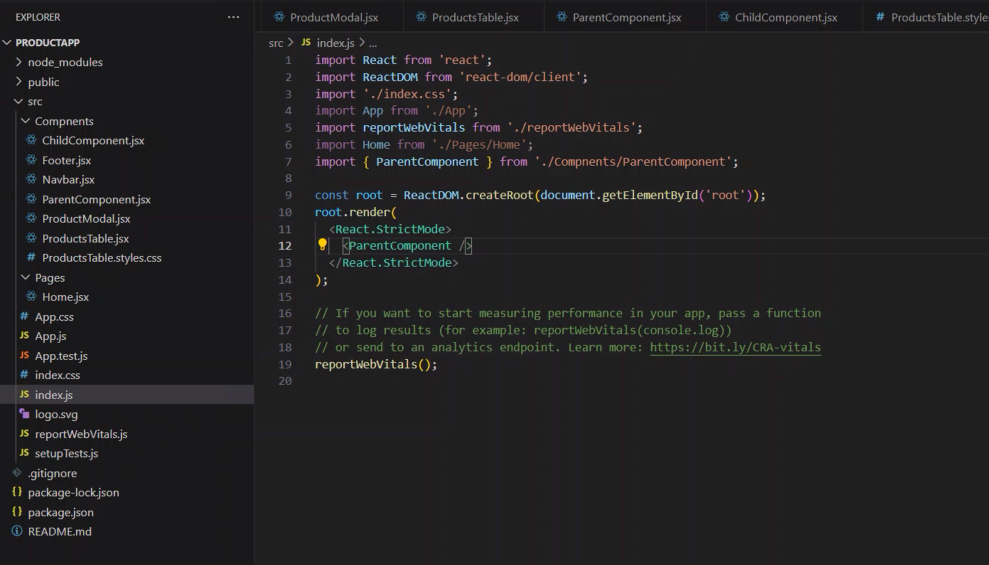 EXPLORER
PRODUCTAPP
node_modules
public
src
Compnents
ChildComponent.jsx
Footer.jsx
Navbar.jsx
ParentComponent.jsx
ProductModal.jsx
ProductsTable.jsx
# ProductsTable.styles.css
Pages
Home.jsx
# App.css
JS App.js
JS App.test.js
# index.css
JS index.js
logo.svg
JS reportWebVitals.js
JS setupTests.js
.gitignore
{} package-lock.json
{} package.json
README.md
ProductModal.jsx ProductsTable.jsx ParentComponent.jsx ChildComponent.jsx # ProductsTable.style
src > JS index.js > ...
1 import React from 'react';
2 import ReactDOM from 'react-dom/client';
3 import './index.css';
4 import App from './App';
5 import reportWebVitals from './reportWebVitals';
6 import Home from './Pages/Home';
7 import { ParentComponent } from './Compnents/ParentComponent';
8
9 const root = ReactDOM.createRoot(document.getElementById('root'));
10 root.render(
11 <React.StrictMode>
12 <ParentComponent />
13 </React.StrictMode>
14 );
15
16 // If you want to start measuring performance in your app, pass a function
17 // to log results (for example: reportWebVitals(console.log))
18 // or send to an analytics endpoint. Learn more: https://bit.ly/CRA-vitals
19 reportWebVitals();
20